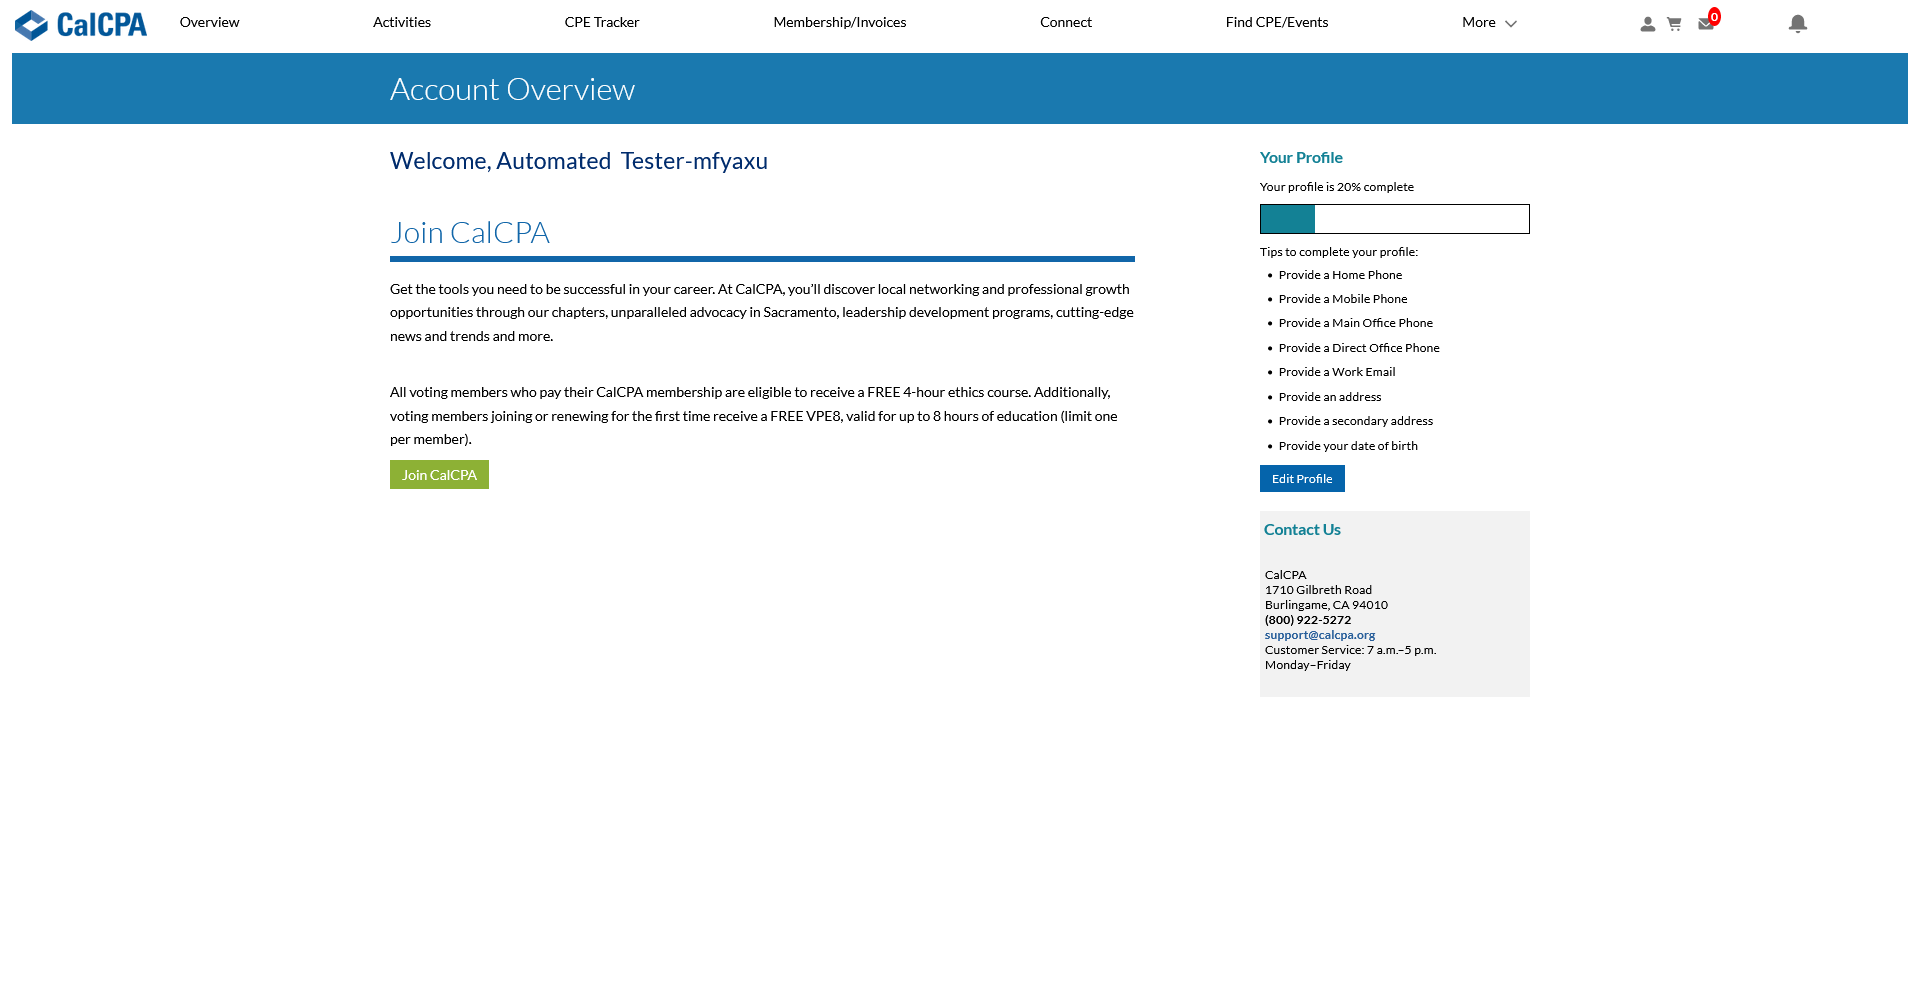 CalCPA
Overview
Activities
CPE Tracker
Membership/Invoices
Connect
Find CPE/Events
More
0
Account Overview
Welcome, Automated  Tester-mfyaxu
Join CalCPA
Get the tools you need to be successful in your career. At CalCPA, you'll discover local networking and professional growth
opportunities through our chapters, unparalleled advocacy in Sacramento, leadership development programs, cutting-edge
news and trends and more.
All voting members who pay their CalCPA membership are eligible to receive a FREE 4-hour ethics course. Additionally,
voting members joining or renewing for the first time receive a FREE VPE8, valid for up to 8 hours of education (limit one
per member).
Join CalCPA
Your Profile
Your profile is 20% complete
Tips to complete your profile:
• Provide a Home Phone
• Provide a Mobile Phone
• Provide a Main Office Phone
• Provide a Direct Office Phone
• Provide a Work Email
• Provide an address
• Provide a secondary address
• Provide your date of birth
Edit Profile
Contact Us
CalCPA
1710 Gilbreth Road
Burlingame, CA 94010
(800) 922-5272
support@calcpa.org
Customer Service: 7 a.m.–5 p.m.
Monday–Friday